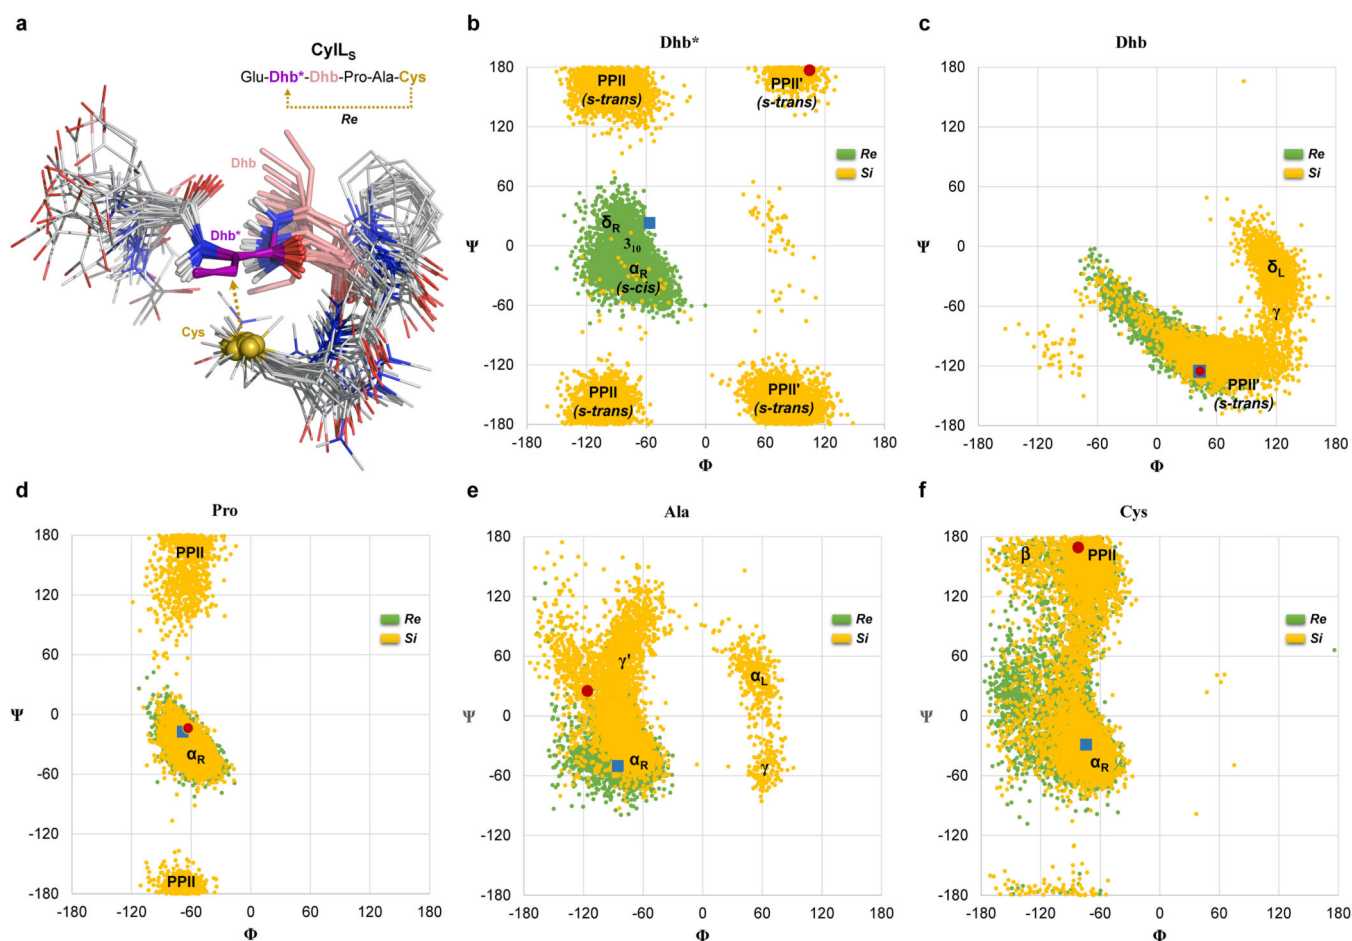 a
CylLS
Glu-Dhb*-Dhb-Pro-Ala-Cys
Re
Dhb
Dhb*
Cys
b
Dhb*
180
120
60
0
-60
-120
-180
Ψ
-180 -120 -60 0 60 120 180
Φ
PPII
(s-trans)
PPII'
(s-trans)
Re
Si
δR
310
αR
(s-cis)
PPII
(s-trans)
PPII'
(s-trans)
c
Dhb
180
120
60
0
-60
-120
-180
Ψ
-180 -120 -60 0 60 120 180
Φ
Re
Si
δL
γ
PPII'
(s-trans)
d
Pro
180
120
60
0
-60
-120
-180
Ψ
-180 -120 -60 0 60 120 180
Φ
PPII
Re
Si
αR
PPII
e
Ala
180
120
60
0
-60
-120
-180
Ψ
-180 -120 -60 0 60 120 180
Φ
Re
Si
γ'
αL
αR
γ
f
Cys
180
120
60
0
-60
-120
-180
Ψ
-180 -120 -60 0 60 120 180
Φ
β
PPII
Re
Si
αR